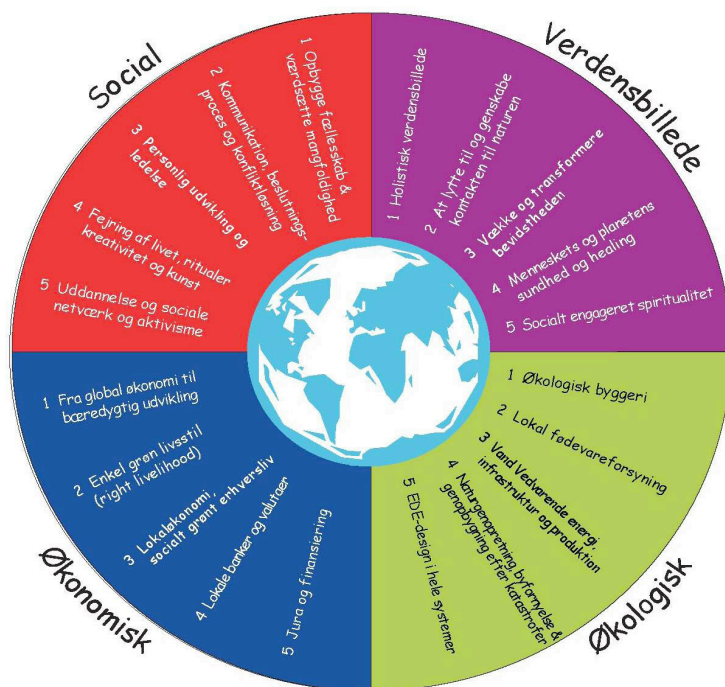 Social
1 Opbygge fællesskab &
værdsætte mangfoldighed
2 Kommunikation, beslutnings-
proces og konfliktløsning
3 Personlig udvikling og
ledelse
4 Fejring af livet, ritualer
kreativitet og kunst
5 Uddannelse og sociale
netværk og aktivisme
Verdensbillede
1 Holistisk verdensbillede
2 At lytte til og genskabe
kontakten til naturen
3 Vække og transformere
bevidstheden
4 Menneskets og planetens
sundhed og healing
5 Socialt engageret spiritualitet
Økonomisk
1 Fra global økonomi til
bæredygtig udvikling
2 Enkel grøn livsstil
(right livelihood)
3 Lokaløkonomi,
socialt grønt erhversliv
4 Lokale banker og valutaer
5 Jura og finansiering
Økologisk
1 Økologisk byggeri
2 Lokal fødevareforsyning
3 Vand Vedvarende energi,
infrastruktur og produktion
4 Naturgenopretning, byfornyelse &
genopbygning efter katastrofer
5 EDE-design i hele systemer